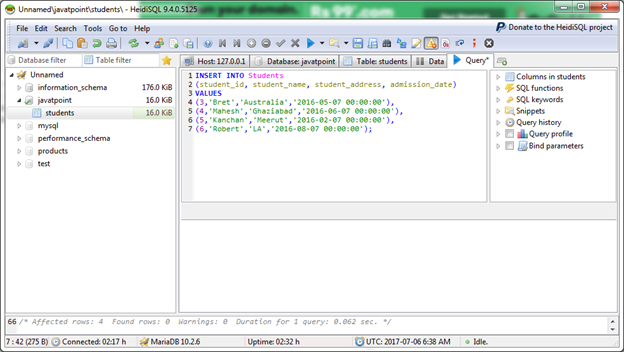 Unnamed\javatpoint\students\ - HeidiSQL 9.4.0.5125
File Edit Search Tools Go to Help
Donate to the HeidiSQL project
Database filter Table filter
Host: 127.0.0.1 Database: javatpoint Table: students Data Query*
Unnamed
information_schema 176.0 KiB
javatpoint 16.0 KiB
students 16.0 KiB
mysql
performance_schema
products
test
1 INSERT INTO Students
2 (student_id, student_name, student_address, admission_date)
3 VALUES
4 (3,'Bret','Australia','2016-05-07 00:00:00'),
5 (4,'Mahesh','Ghaziabad','2016-06-07 00:00:00'),
6 (5,'Kanchan','Meerut','2016-02-07 00:00:00'),
7 (6,'Robert','LA','2016-08-07 00:00:00');
Columns in students
SQL functions
SQL keywords
Snippets
Query history
Query profile
Bind parameters
66 /* Affected rows: 4 Found rows: 0 Warnings: 0 Duration for 1 query: 0.062 sec. */
7 : 42 (275 B) Connected: 02:17 h MariaDB 10.2.6 Uptime: 02:32 h UTC: 2017-07-06 6:38 AM Idle.